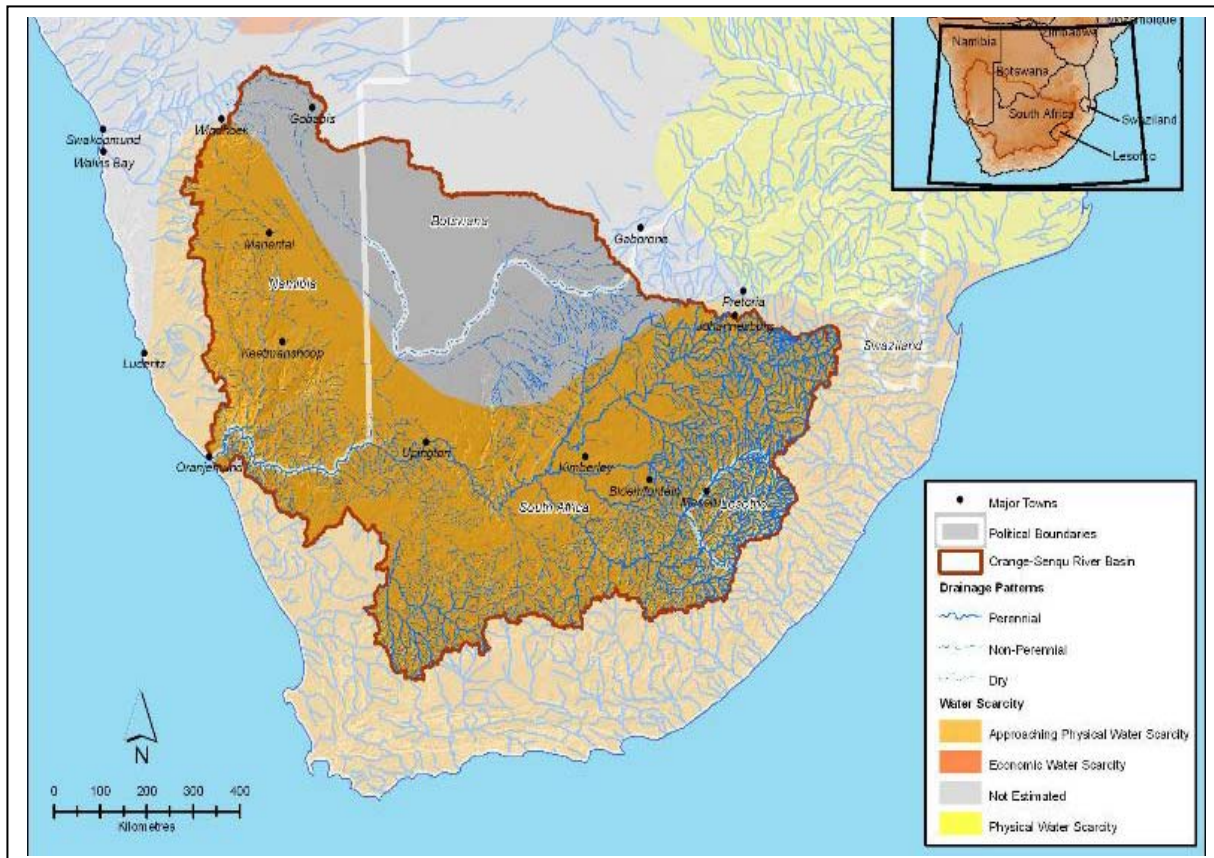 Mozambique
Zimbabwe
Namibia
Botswana
South Africa
Swaziland
Lesotho
Gobabis
Windhoek
Swakopmund
Walvis Bay
Botswana
Gaborone
Mariental
Namibia
Pretoria
Johannesburg
Keetmanshoop
Swaziland
Luderitz
Upington
Oranjemund
Kimberley
Bloemfontein
Lesotho
South Africa
N
0 100 200 300 400
Kilometres
Major Towns
Political Boundaries
Orange-Senqu River Basin
Drainage Patterns
Perennial
Non-Perennial
Dry
Water Scarcity
Approaching Physical Water Scarcity
Economic Water Scarcity
Not Estimated
Physical Water Scarcity